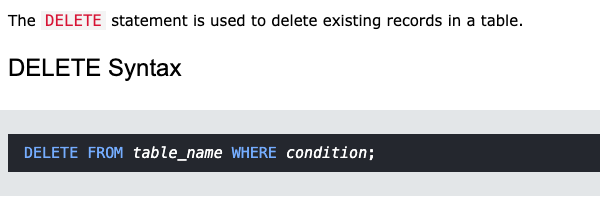 The DELETE statement is used to delete existing records in a table.
DELETE Syntax
DELETE FROM table_name WHERE condition;